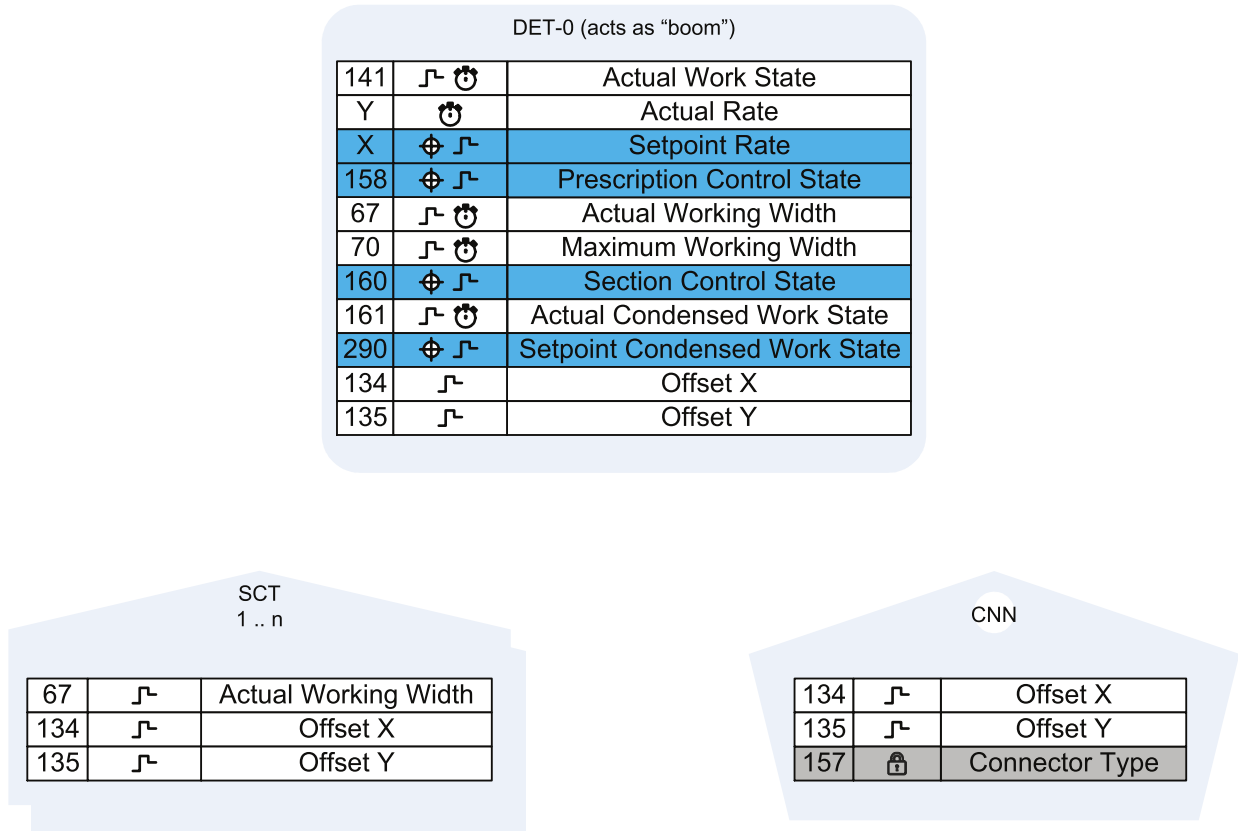 DET-0 (acts as “boom”)
141 Actual Work State
Y Actual Rate
X Setpoint Rate
158 Prescription Control State
67 Actual Working Width
70 Maximum Working Width
160 Section Control State
161 Actual Condensed Work State
290 Setpoint Condensed Work State
134 Offset X
135 Offset Y
SCT
1 .. n
67 Actual Working Width
134 Offset X
135 Offset Y
CNN
134 Offset X
135 Offset Y
157 Connector Type